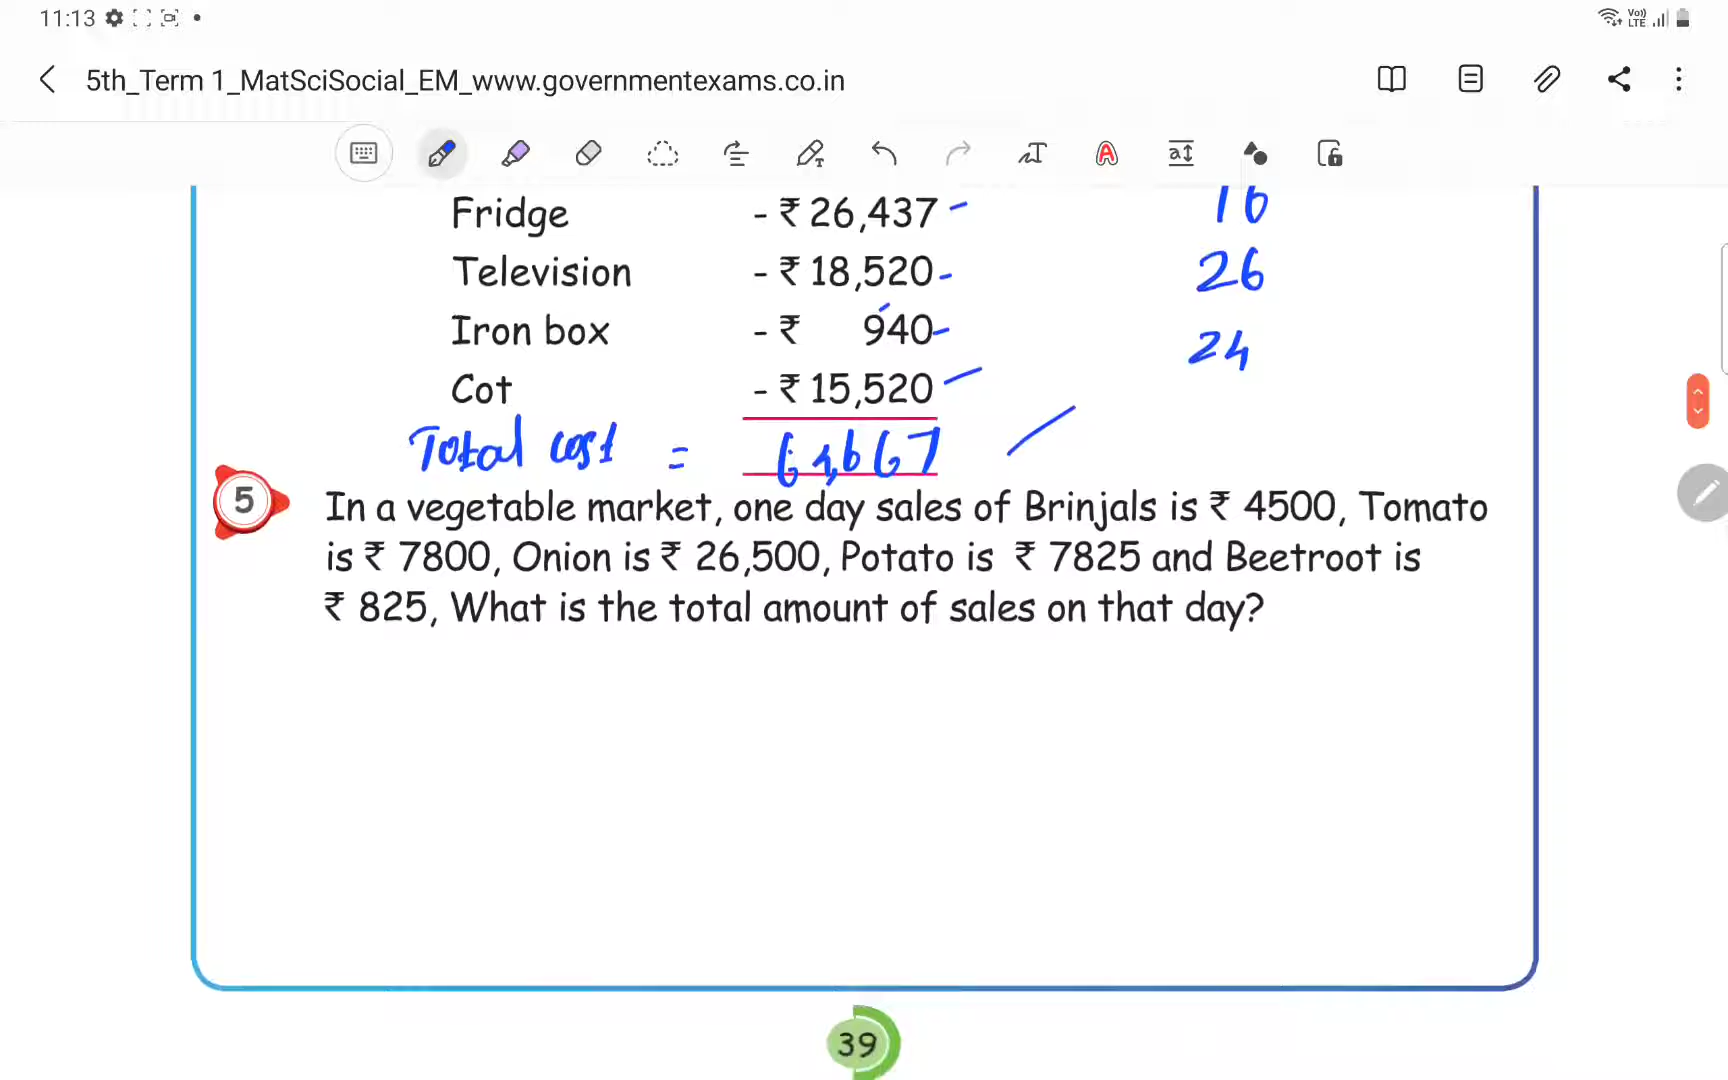 11:13
Vo)) LTE
5th_Term 1_MatSciSocial_EM_www.governmentexams.co.in
Fridge - ₹ 26,437 -
16
Television - ₹ 18,520 -
26
Iron box - ₹ 940 -
24
Cot - ₹ 15,520
Total cost =
5
In a vegetable market, one day sales of Brinjals is ₹ 4500, Tomato
is ₹ 7800, Onion is ₹ 26,500, Potato is ₹ 7825 and Beetroot is
₹ 825, What is the total amount of sales on that day?
39